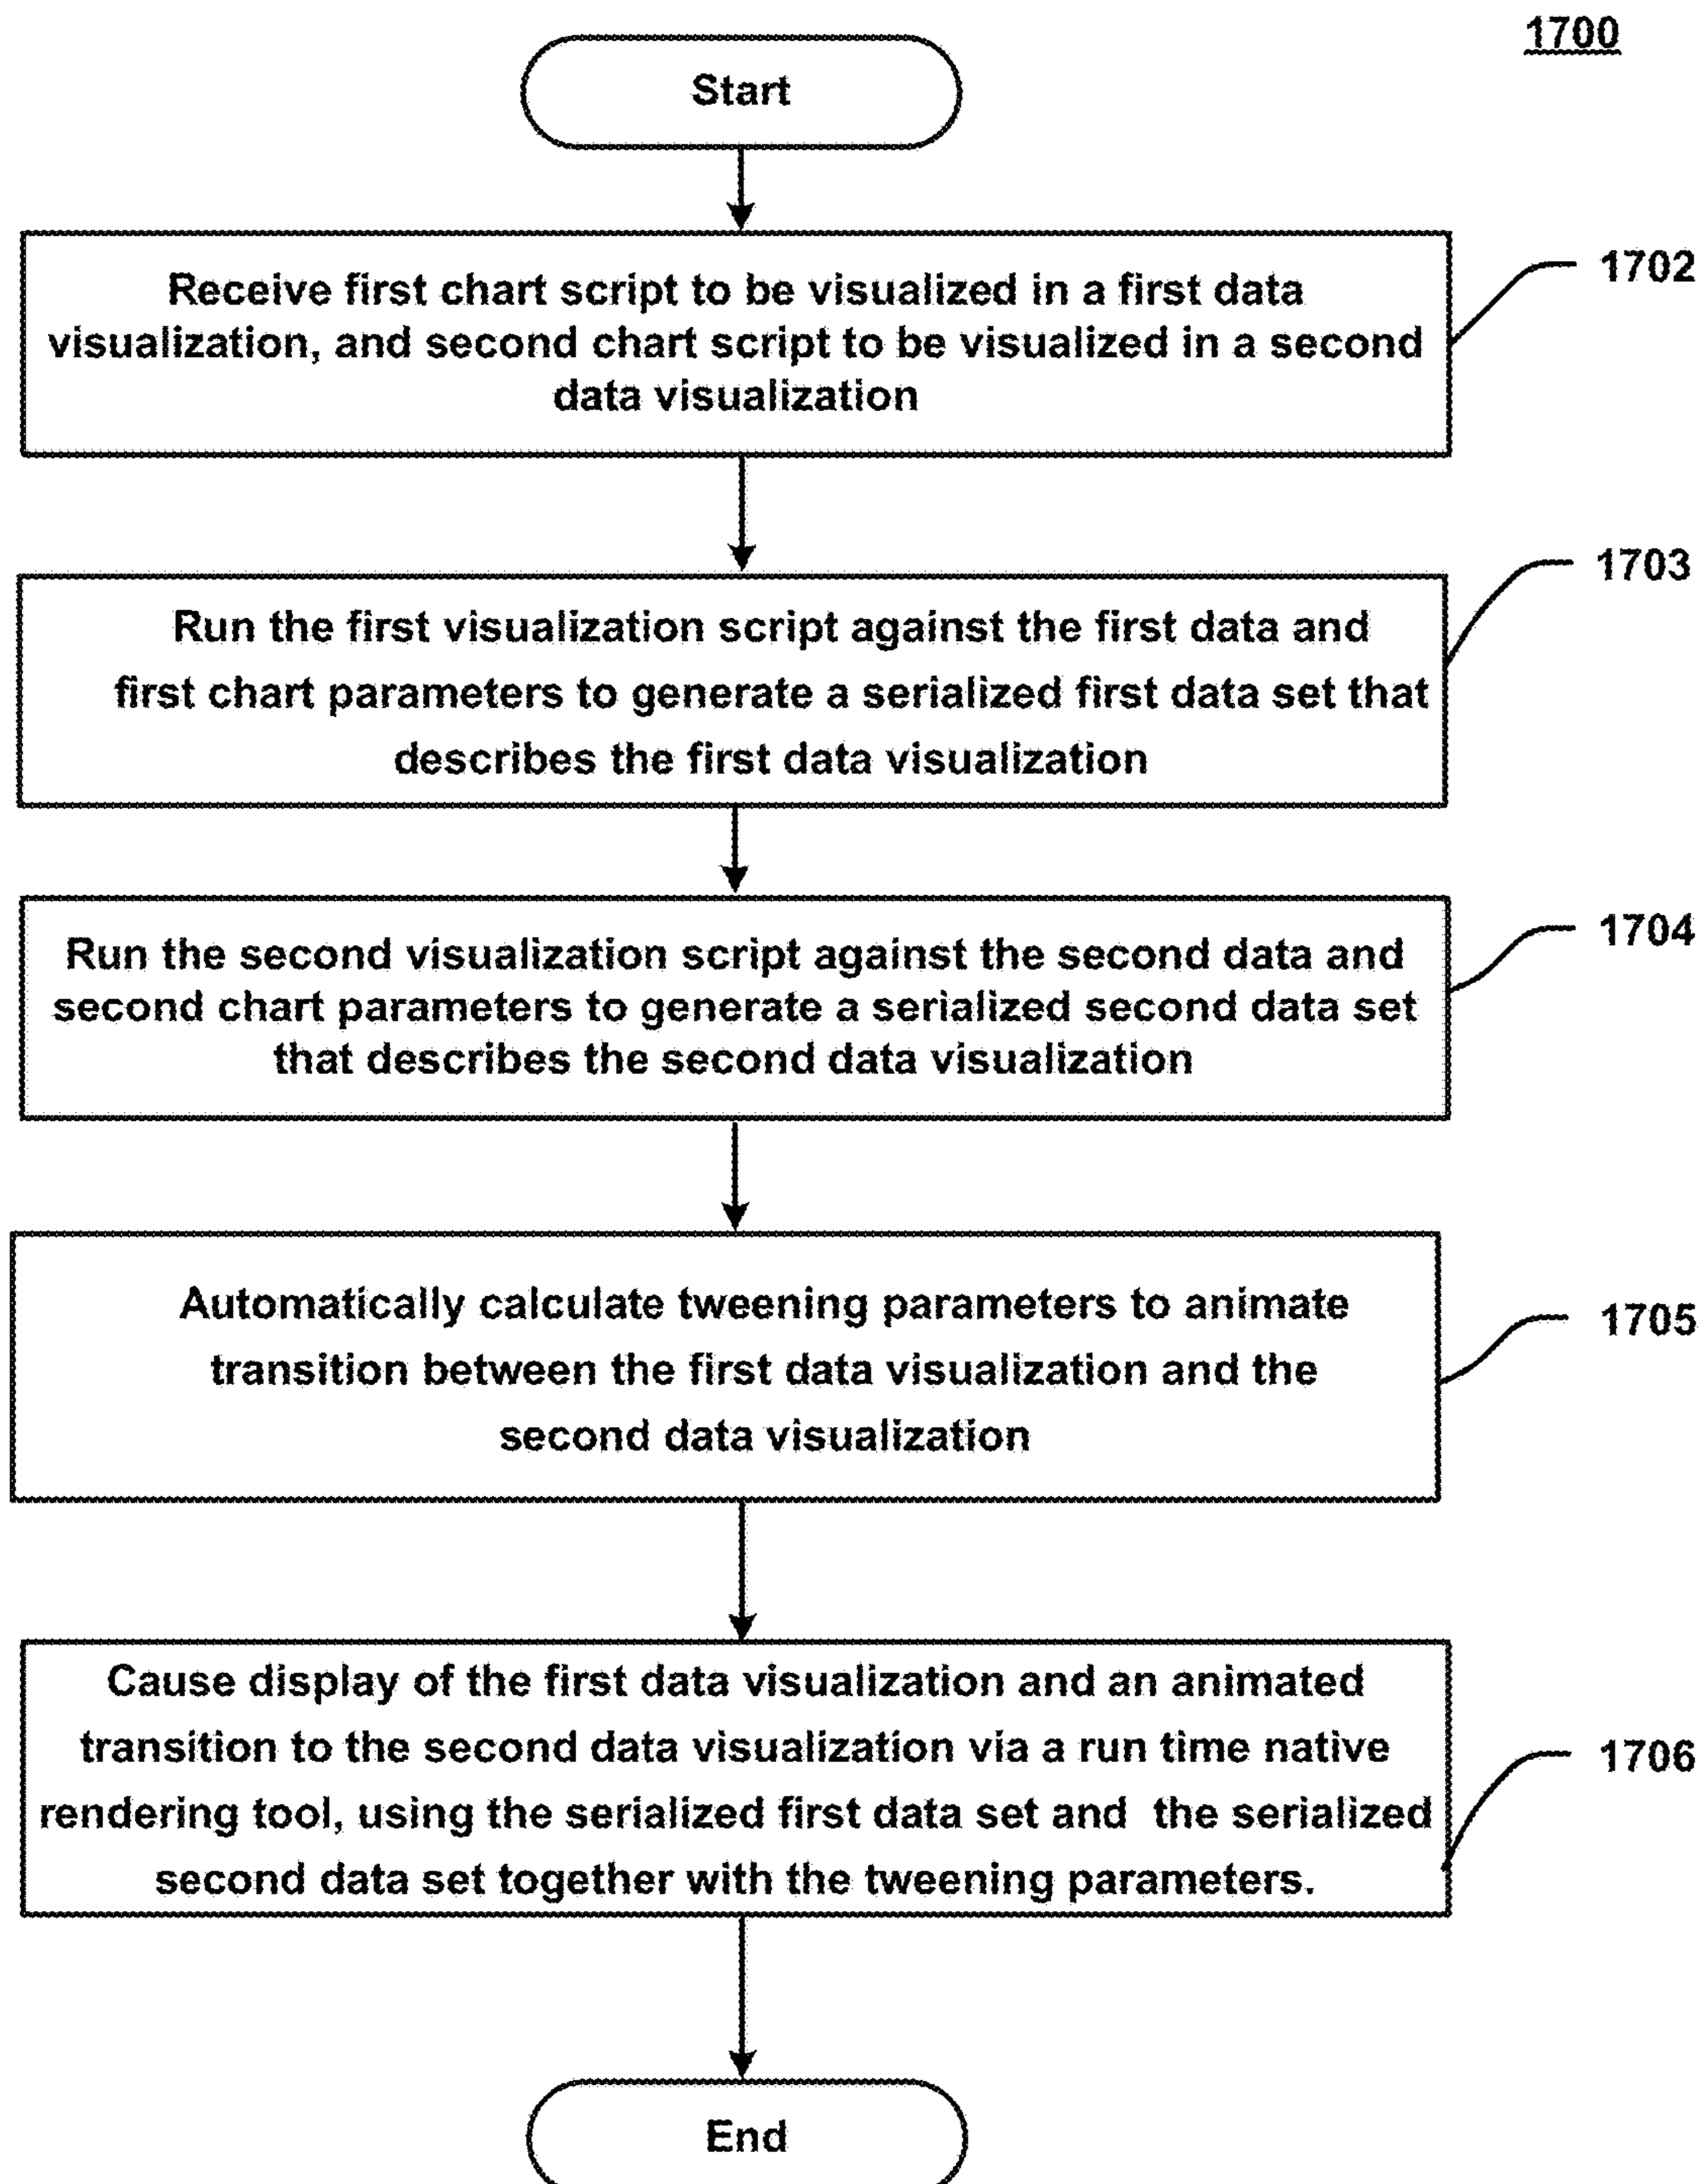 1700
Start
Receive first chart script to be visualized in a first data
visualization, and second chart script to be visualized in a second
data visualization
1702
Run the first visualization script against the first data and
first chart parameters to generate a serialized first data set that
describes the first data visualization
1703
Run the second visualization script against the second data and
second chart parameters to generate a serialized second data set
that describes the second data visualization
1704
Automatically calculate tweening parameters to animate
transition between the first data visualization and the
second data visualization
1705
Cause display of the first data visualization and an animated
transition to the second data visualization via a run time native
rendering tool, using the serialized first data set and the serialized
second data set together with the tweening parameters.
1706
End